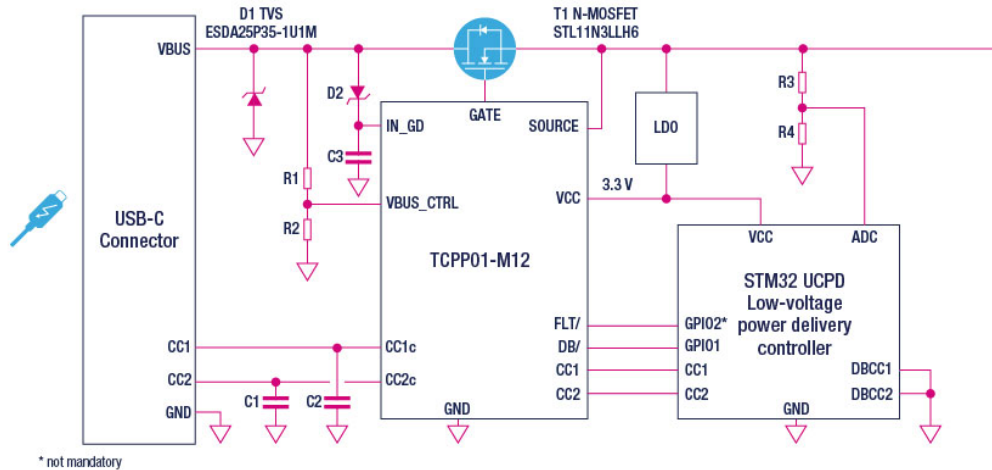 D1 TVS
ESDA25P35-1U1M
T1 N-MOSFET
STL11N3LLH6
VBUS
D2
GATE
IN_GD
SOURCE
LDO
R3
R4
C3
R1
R2
VBUS_CTRL
VCC
3.3 V
USB-C
Connector
TCPP01-M12
VCC
ADC
STM32 UCPD
Low-voltage
power delivery
controller
FLT/
GPIO2*
DB/
GPIO1
CC1
CC1c
CC1
CC1
DBCC1
CC2
CC2c
CC2
CC2
DBCC2
C1
C2
GND
GND
GND
* not mandatory